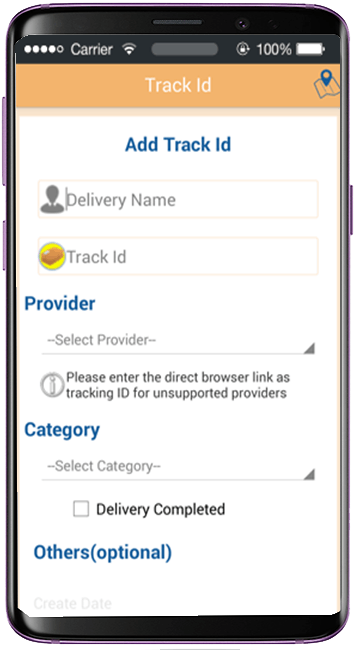 Carrier 100%
Track Id
Add Track Id
Delivery Name
Track Id
Provider
--Select Provider--
Please enter the direct browser link as
tracking ID for unsupported providers
Category
--Select Category--
Delivery Completed
Others(optional)
Create Date